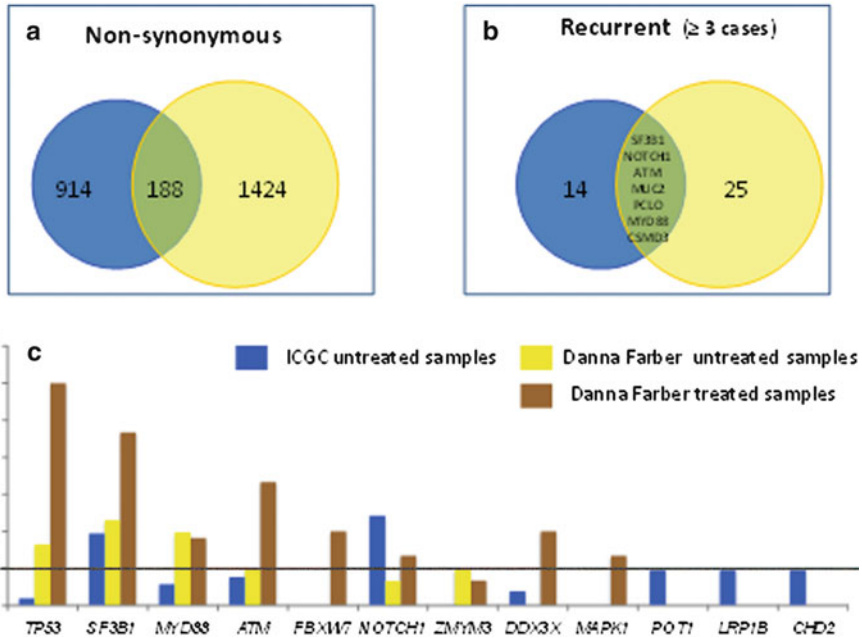 a
Non-synonymous
914
188
1424
b
Recurrent (≥ 3 cases)
14
SF3B1
NOTCH1
ATM
MUC2
PCLO
MYD88
CSMD3
25
c
ICGC untreated samples
Danna Farber untreated samples
Danna Farber treated samples
TP53 SF3B1 MYD88 ATM FBXW7 NOTCH1 ZMYM3 DDX3X MAPK1 POT1 LRP1B CHD2